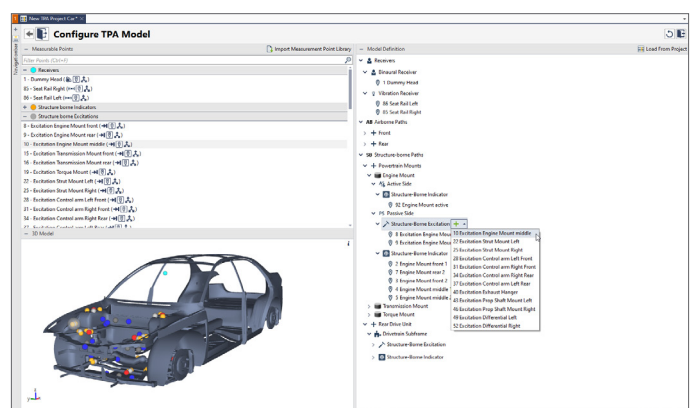 New TPA Project Car* ×
Configure TPA Model
Navigation
Measurable Points
Import Measurement Point Library
Filter Points (Ctrl+F)
Receivers
1 - Dummy Head
85 - Seat Rail Right
86 - Seat Rail Left
Structure borne Indicators
Structure borne Excitations
8 - Excitation Engine Mount front
9 - Excitation Engine Mount rear
10 - Excitation Engine Mount middle
15 - Excitation Transmission Mount front
16 - Excitation Transmission Mount rear
19 - Excitation Torque Mount
22 - Excitation Strut Mount Left
25 - Excitation Strut Mount Right
28 - Excitation Control arm Left Front
31 - Excitation Control arm Right Front
34 - Excitation Control arm Right Rear
37 - Excitation Control arm Left Rear
3D Model
i
Model Definition
Load From Project
Receivers
Binaural Receiver
1 Dummy Head
Vibration Receiver
86 Seat Rail Left
85 Seat Rail Right
AB Airborne Paths
Front
Rear
SB Structure-borne Paths
Powertrain Mounts
Engine Mount
Active Side
Structure-Borne Indicator
92 Engine Mount active
PS Passive Side
Structure-Borne Excitation
8 Excitation Engine Mou
9 Excitation Engine Mou
Structure-Borne Indicator
2 Engine Mount front 1
7 Engine Mount rear 2
3 Engine Mount front 2
4 Engine Mount middle
5 Engine Mount middle 2
Transmission Mount
Torque Mount
Rear Drive Unit
Drivetrain Subframe
Structure-Borne Excitation
Structure-Borne Indicator
10 Excitation Engine Mount middle
22 Excitation Strut Mount Left
25 Excitation Strut Mount Right
28 Excitation Control arm Left Front
31 Excitation Control arm Right Front
34 Excitation Control arm Right Rear
37 Excitation Control arm Left Rear
40 Excitation Exhaust Hanger
43 Excitation Prop Shaft Mount Left
46 Excitation Prop Shaft Mount Right
49 Excitation Differential Left
52 Excitation Differential Right